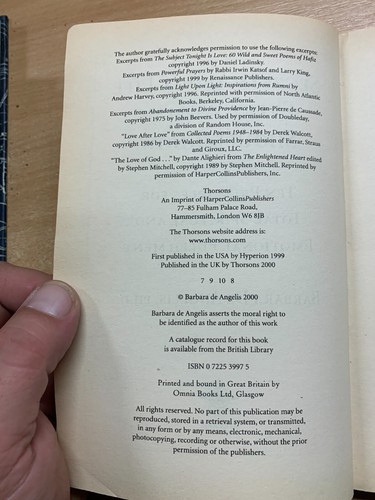 The author gratefully acknowledges permission to use the following excerpts:
Excerpts from The Subject Tonight Is Love: 60 Wild and Sweet Poems of Hafiz
copyright 1996 by Daniel Ladinsky.
Excerpts from Powerful Prayers by Rabbi Irwin Katsof and Larry King,
copyright 1999 by Renaissance Publishers.
Excerpts from Light Upon Light: Inspirations from Rumi by
Andrew Harvey, copyright 1996. Reprinted with permission of North Atlantic
Books, Berkeley, California.
Excerpts from Abandonement to Divine Providence by Jean-Pierre de Caussade,
copyright 1975 by John Beevers. Used by permission of Doubleday,
a division of Random House, Inc.
"Love After Love" from Collected Poems 1948–1984 by Derek Walcott,
copyright 1986 by Derek Walcott. Reprinted by permission of Farrar, Strauss
and Giroux, LLC.
"The Love of God . . ." by Dante Alighieri from The Enlightened Heart edited
by Stephen Mitchell, copyright 1989 by Stephen Mitchell. Reprinted by
permission of HarperCollinsPublishers, Inc.
Thorsons
An Imprint of HarperCollinsPublishers
77–85 Fulham Palace Road,
Hammersmith, London W6 8JB
The Thorsons website address is:
www.thorsons.com
First published in the USA by Hyperion 1999
Published in the UK by Thorsons 2000
7 9 10 8
© Barbara de Angelis 2000
Barbara de Angelis asserts the moral right to
be identified as the author of this work
A catalogue record for this book
is available from the British Library
ISBN 0 7225 3997 5
Printed and bound in Great Britain by
Omnia Books Ltd, Glasgow
All rights reserved. No part of this publication may be
reproduced, stored in a retrieval system, or transmitted,
in any form or by any means, electronic, mechanical,
photocopying, recording or otherwise, without the prior
permission of the publishers.